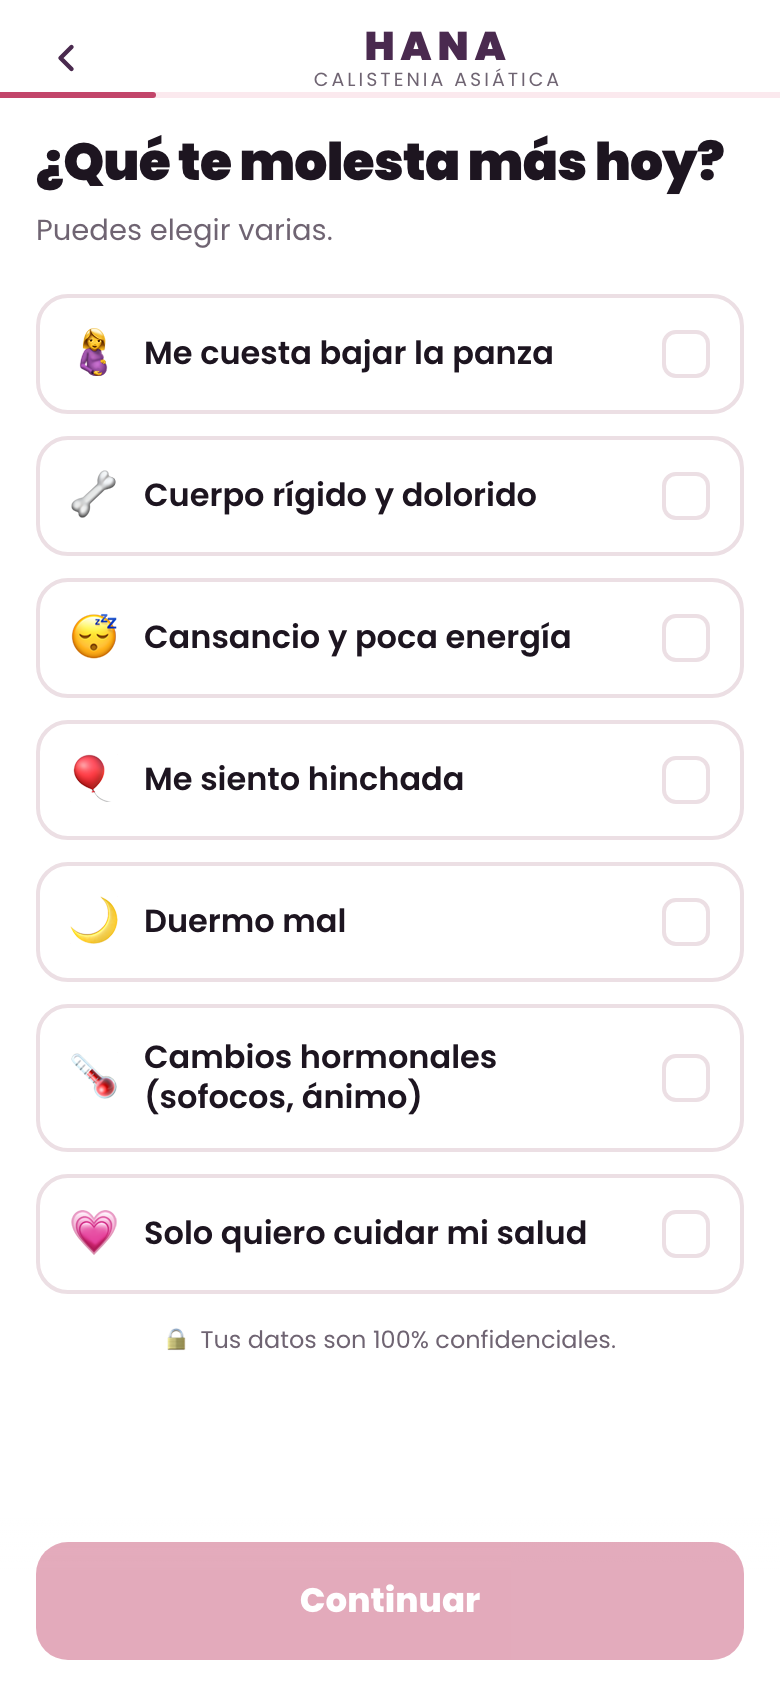 HANA
CALISTENIA ASIÁTICA
¿Qué te molesta más hoy?
Puedes elegir varias.
Me cuesta bajar la panza
Cuerpo rígido y dolorido
Cansancio y poca energía
Me siento hinchada
Duermo mal
Cambios hormonales
(sofocos, ánimo)
Solo quiero cuidar mi salud
Tus datos son 100% confidenciales.
Continuar